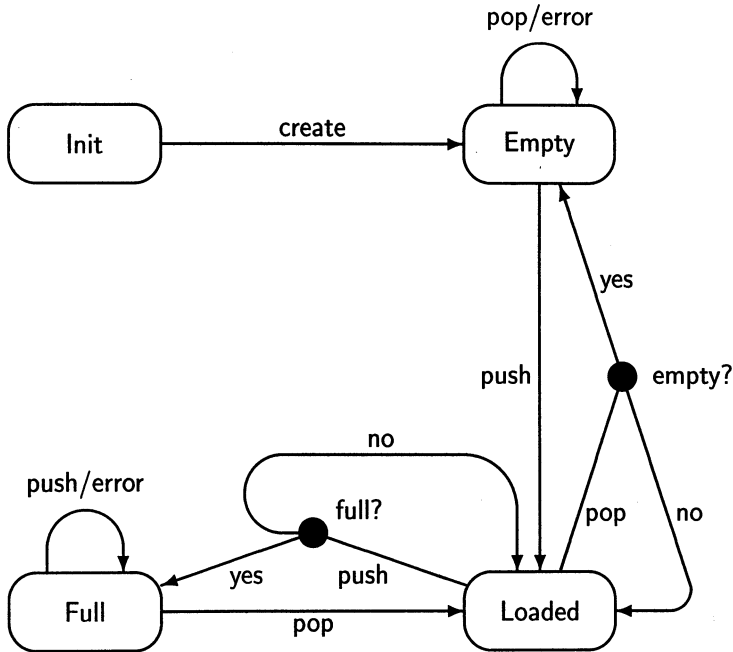 pop/error
create
Init
Empty
yes
push
empty?
no
push/error
full?
pop
no
yes
push
Full
Loaded
pop